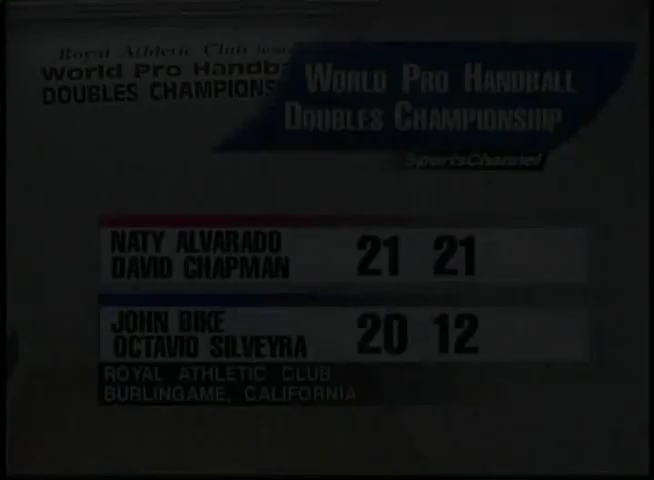 Royal Athletic Club
World Pro Handba
DOUBLES CHAMPIONS
WORLD PRO HANDBALL
DOUBLES CHAMPIONSHIP
SportsChannel
NATY ALVARADO 21 21
DAVID CHAPMAN
JOHN BIKE 20 12
OCTAVIO SILVEYRA
ROYAL ATHLETIC CLUB
BURLINGAME, CALIFORNIA